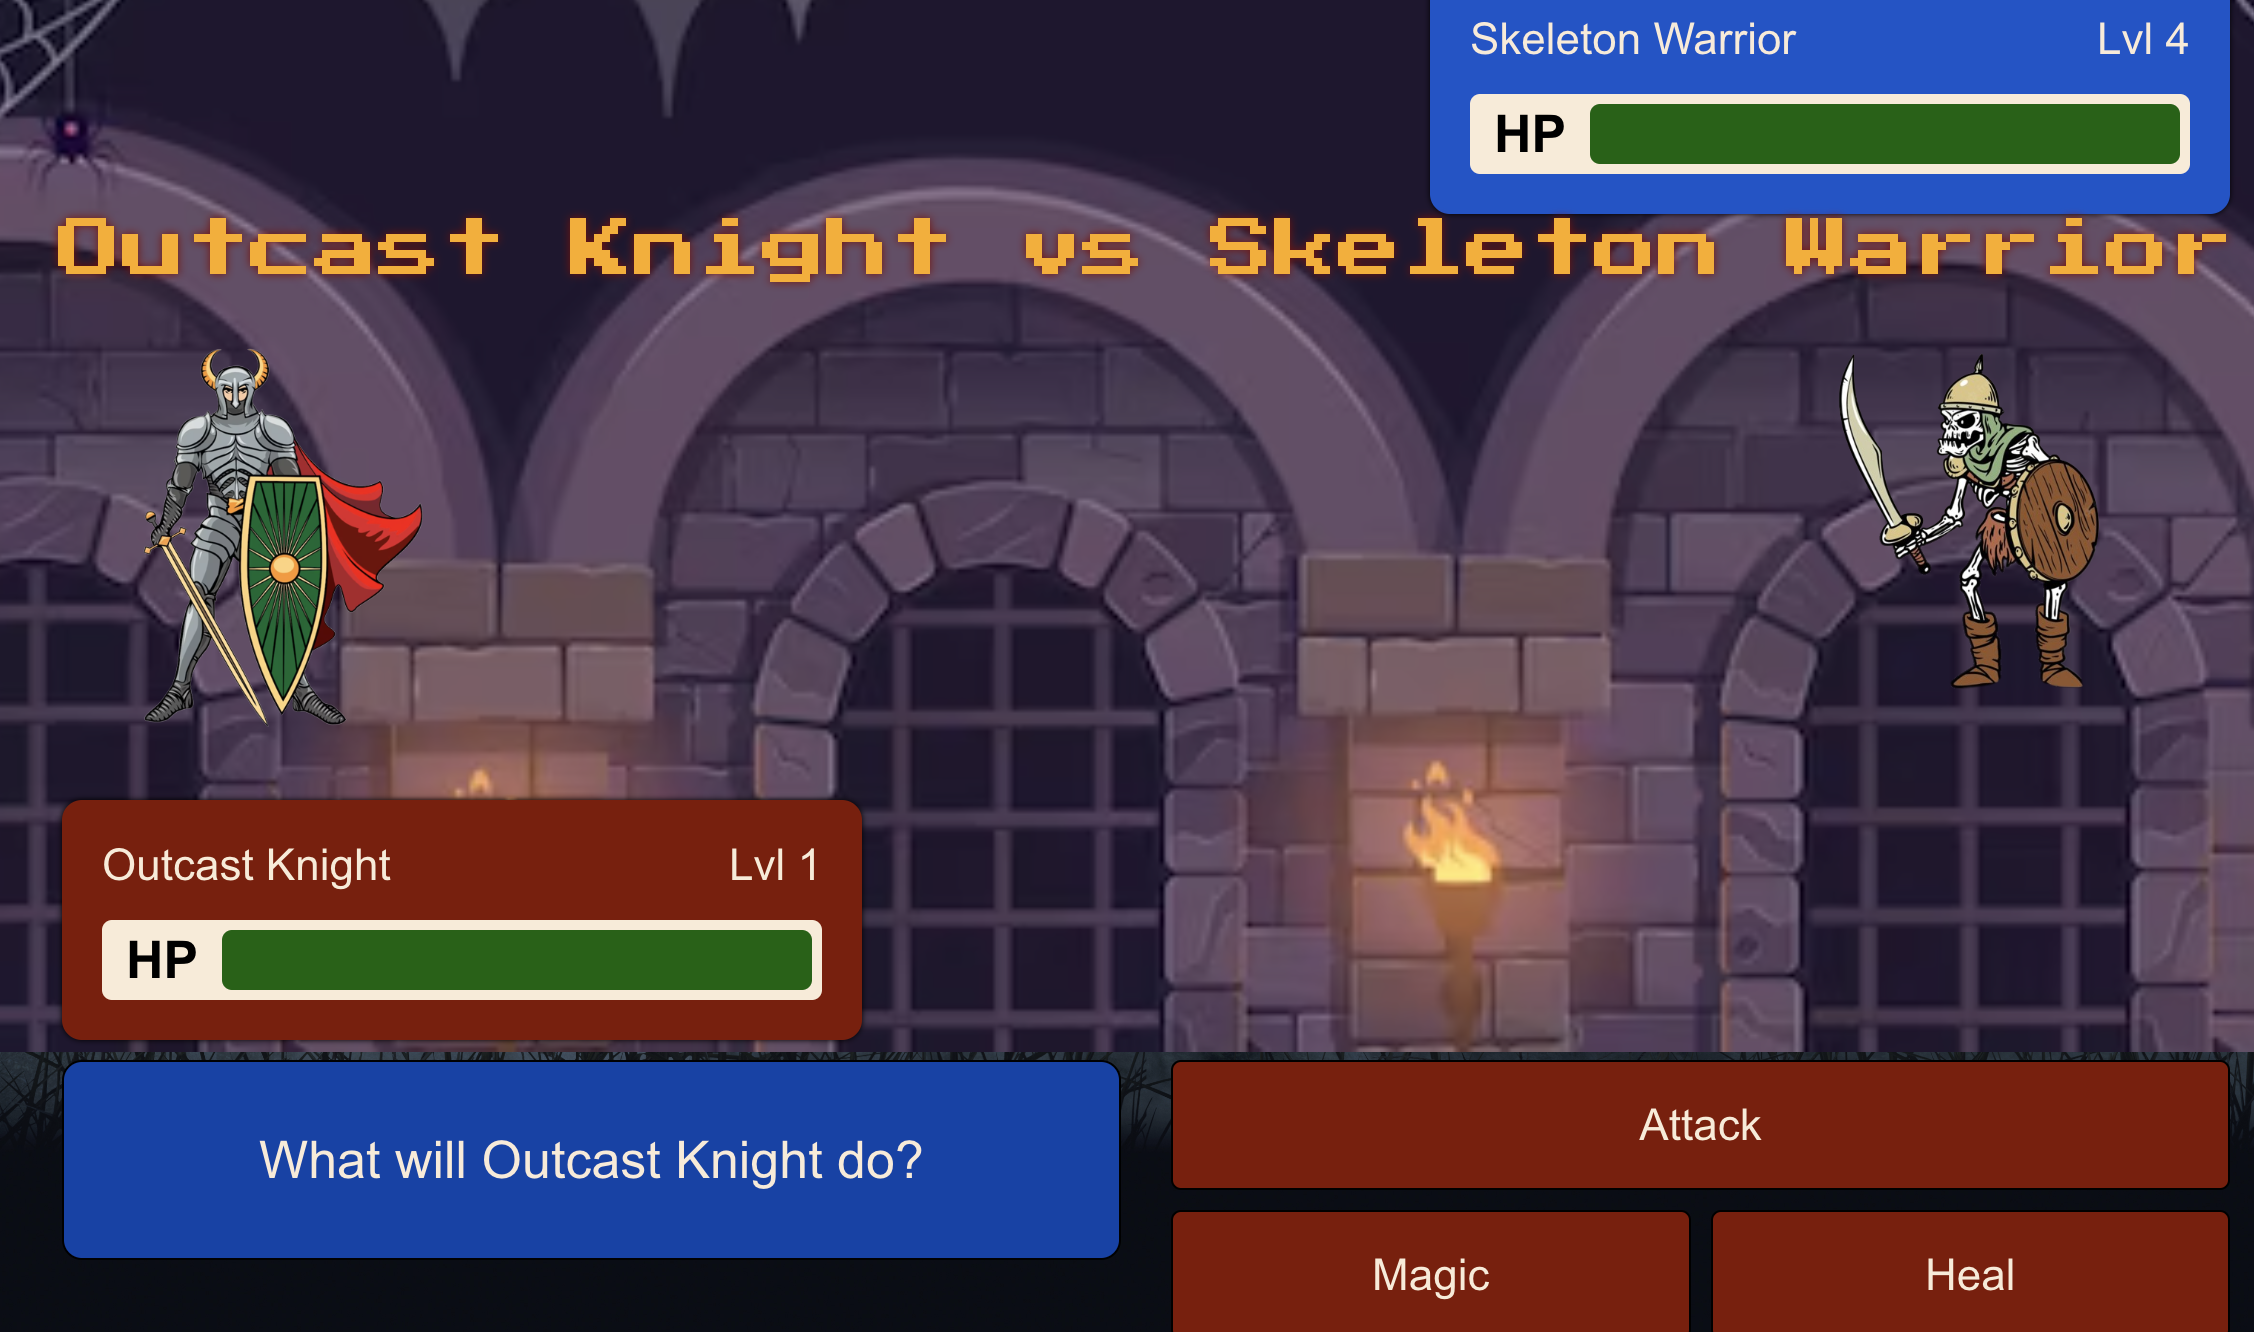 Skeleton Warrior Lvl 4
HP
Outcast Knight vs Skeleton Warrior
Outcast Knight Lvl 1
HP
What will Outcast Knight do?
Attack
Magic
Heal